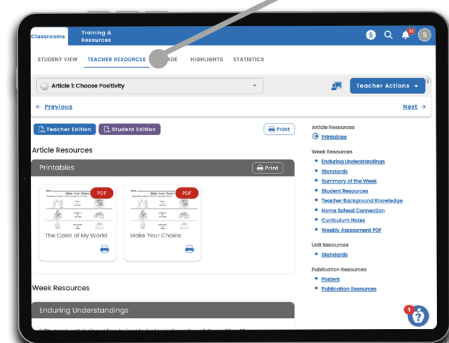 Classrooms
Training &
Resources
STUDENT VIEW TEACHER RESOURCES HIGHLIGHTS STATISTICS
Article 1: Choose Positivity
Teacher Actions
← Previous
Next →
Teacher Edition Student Edition Print
Article Resources
Printables Print
PDF
The Color of My World
PDF
Make Your Choice
Week Resources
Enduring Understandings
Article Resources
Printables
Week Resources
Enduring Understandings
Standards
Summary of the Week
Student Resources
Teacher Background Knowledge
Home School Connection
Curriculum Notes
Weekly Assessment PDF
Unit Resources
Standards
Publication Resources
Posters
Publication Resources
?